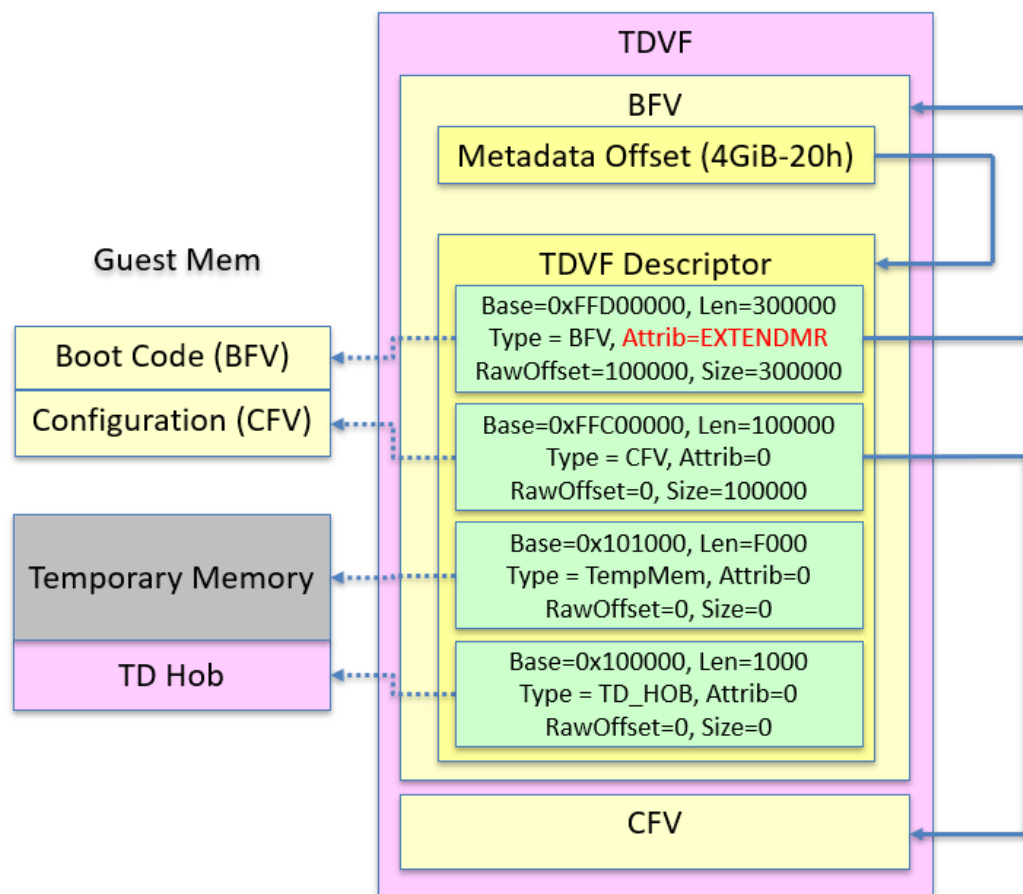 TDVF
BFV
Metadata Offset (4GiB-20h)
TDVF Descriptor
Base=0xFFD00000, Len=300000
Type = BFV, Attrib=EXTENDMR
RawOffset=100000, Size=300000
Base=0xFFC00000, Len=100000
Type = CFV, Attrib=0
RawOffset=0, Size=100000
Base=0x101000, Len=F000
Type = TempMem, Attrib=0
RawOffset=0, Size=0
Base=0x100000, Len=1000
Type = TD_HOB, Attrib=0
RawOffset=0, Size=0
CFV
Guest Mem
Boot Code (BFV)
Configuration (CFV)
Temporary Memory
TD Hob